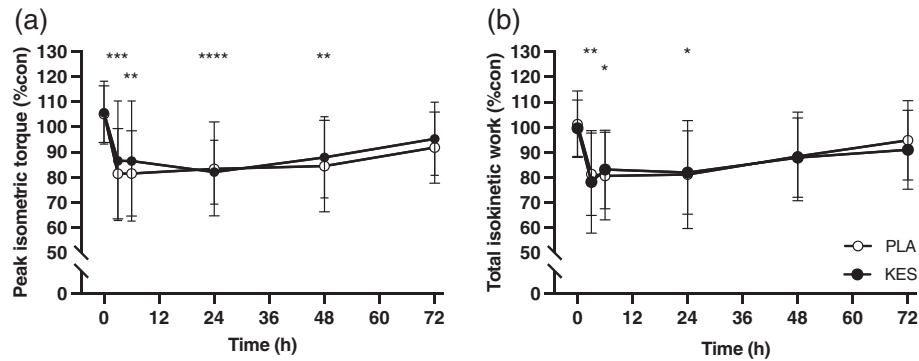 (a)
Peak isometric torque (%con)
130
120
110
100
90
80
70
60
50
0
*** ** **** **
0 12 24 36 48 60 72
Time (h)
(b)
Total isokinetic work (%con)
130
120
110
100
90
80
70
60
50
0
** * *
PLA
KES
0 12 24 36 48 60 72
Time (h)